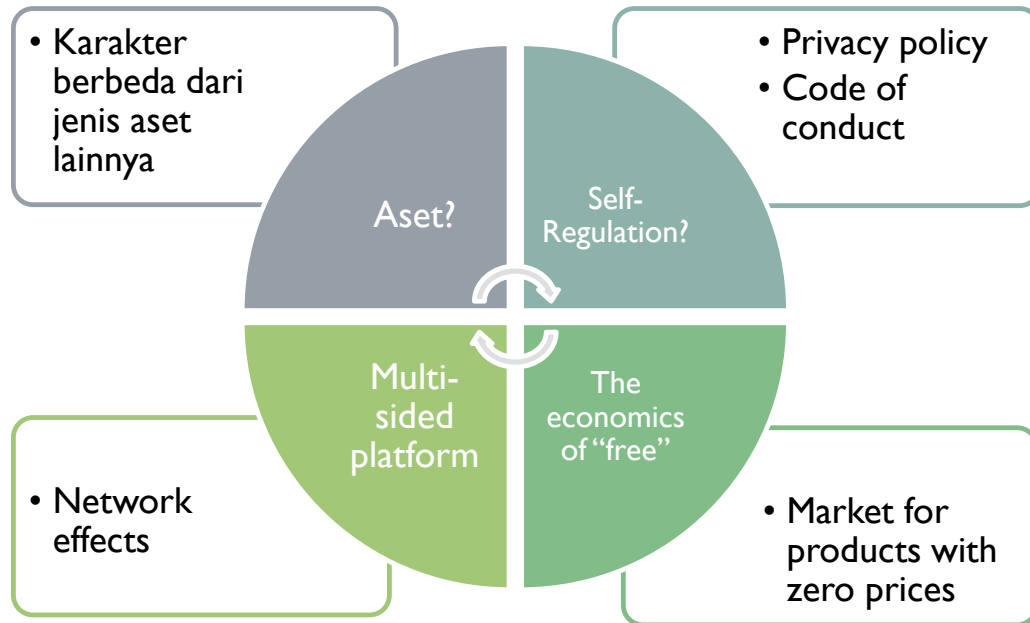 • Karakter
berbeda dari
jenis aset
lainnya
Aset?
• Privacy policy
• Code of
conduct
Self-
Regulation?
• Network
effects
Multi-
sided
platform
The
economics
of “free”
• Market for
products with
zero prices